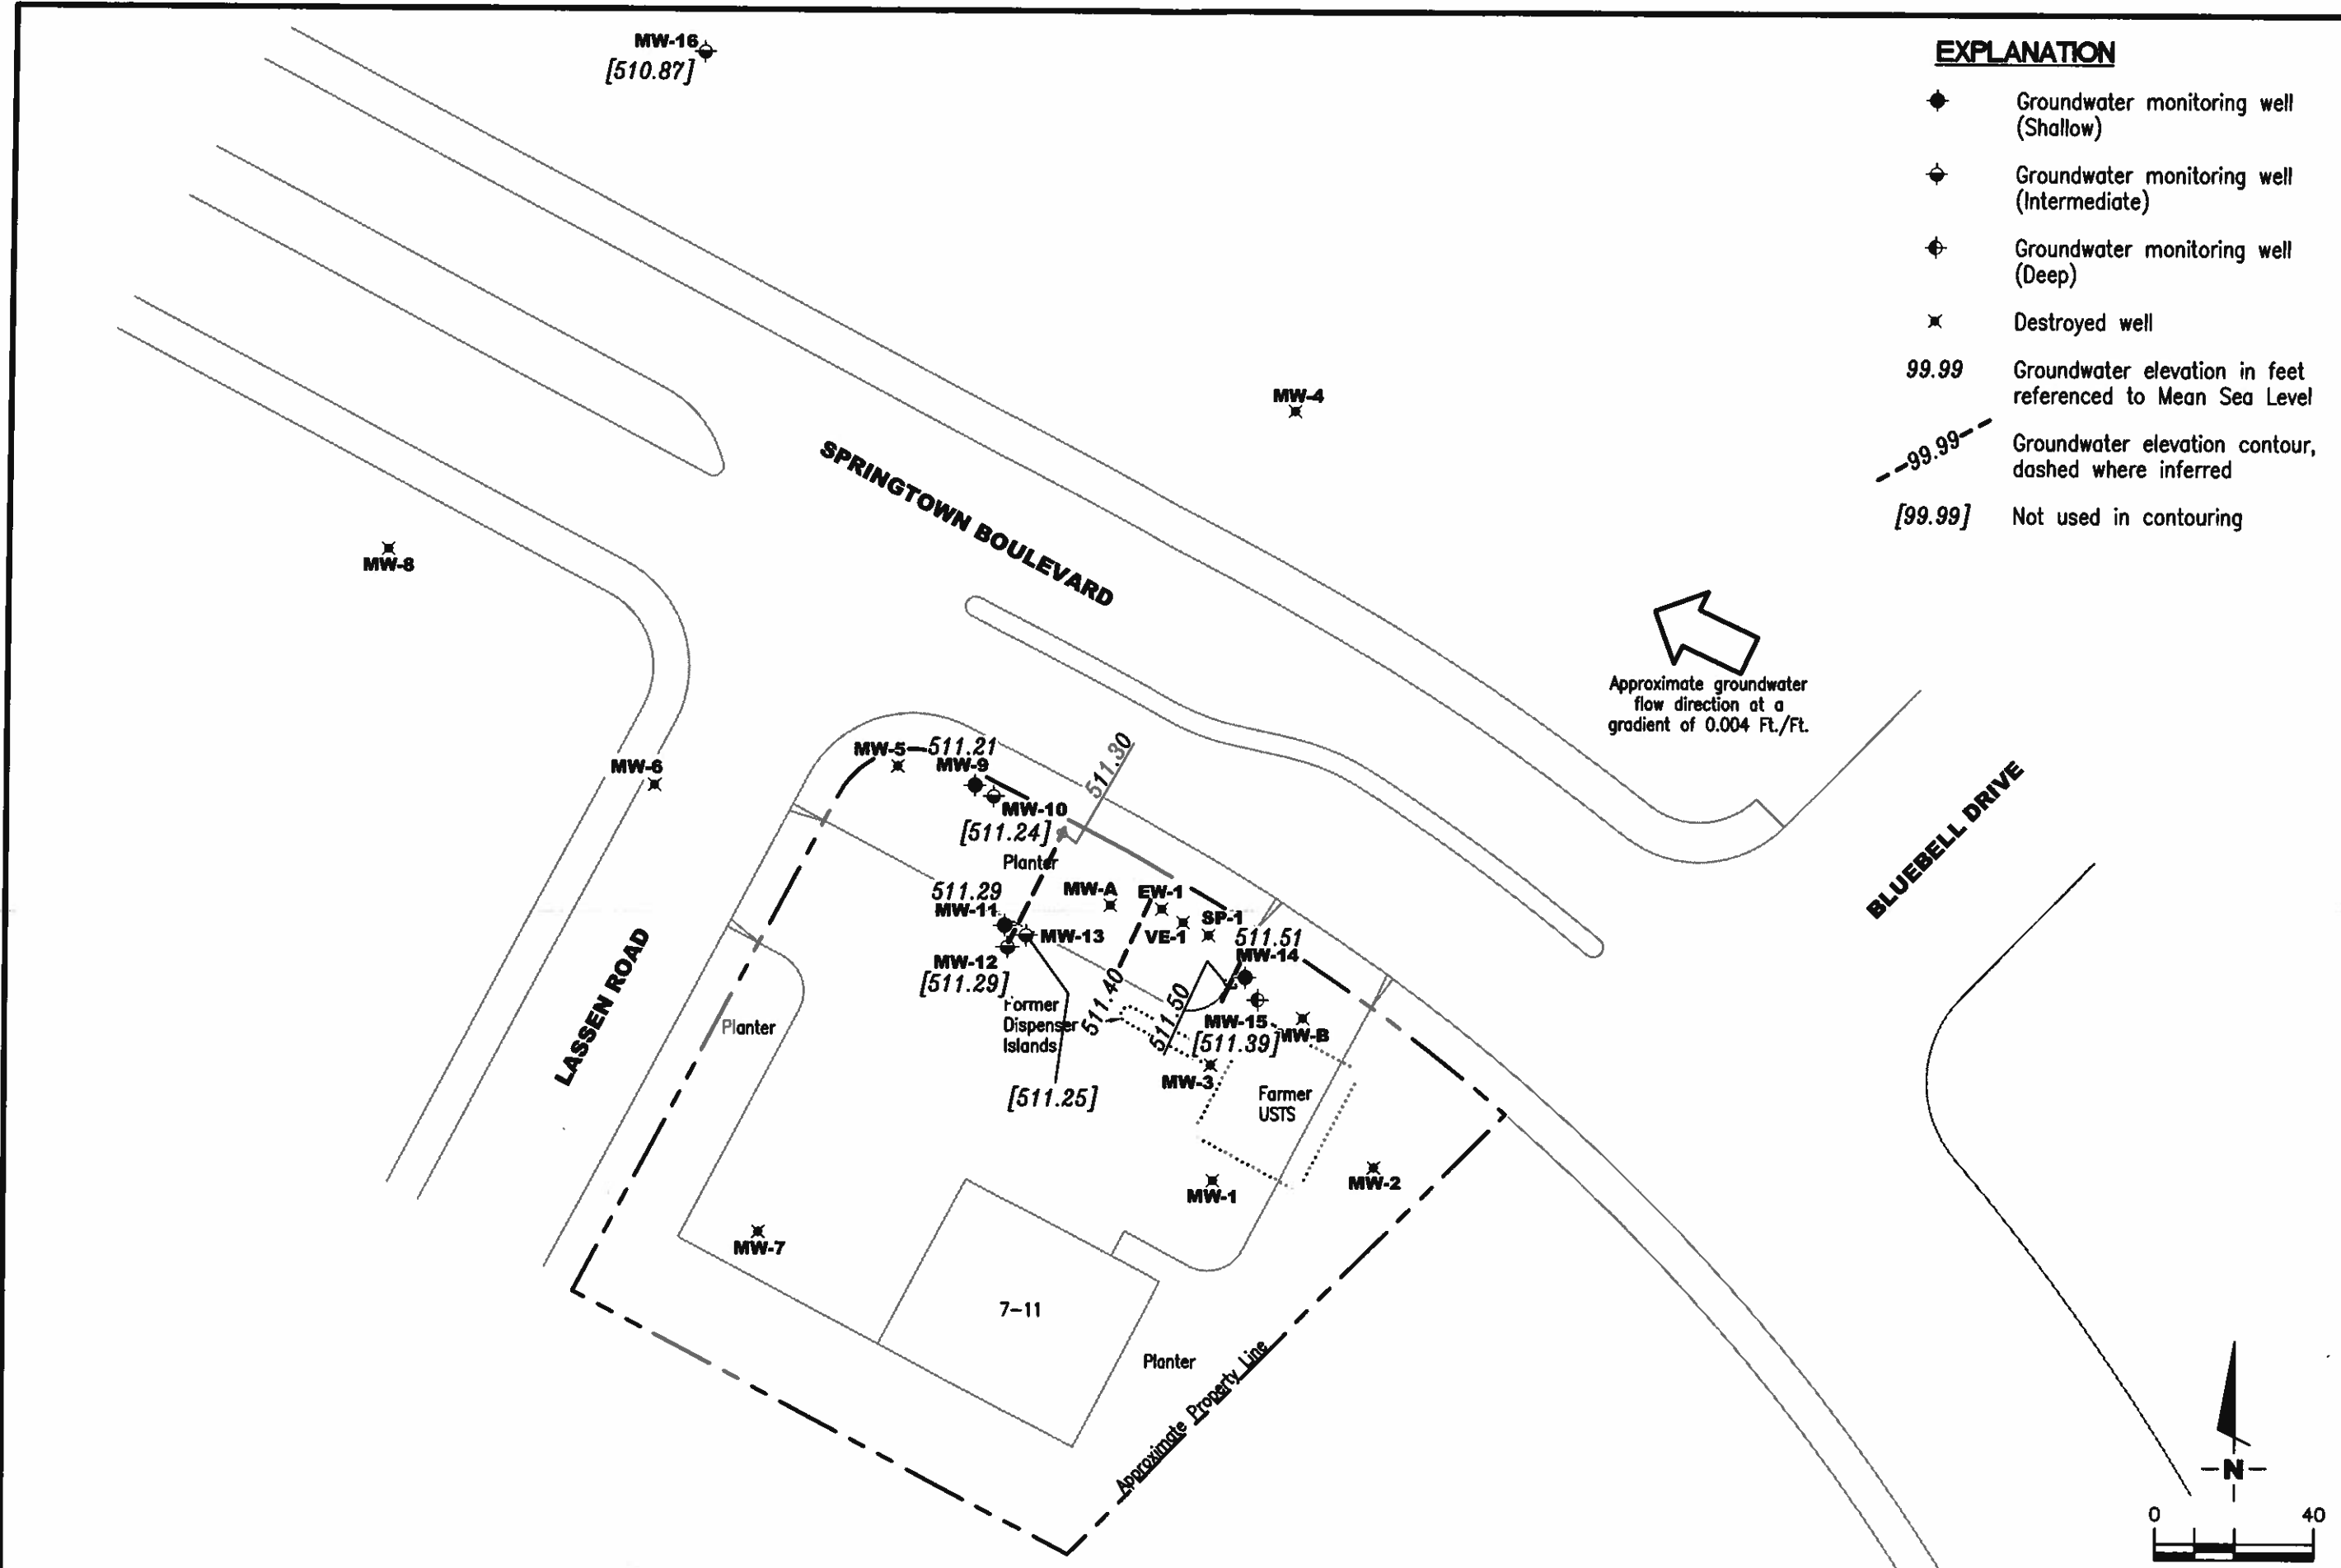 MW-16
[510.87]
EXPLANATION
Groundwater monitoring well
(Shallow)
Groundwater monitoring well
(Intermediate)
Groundwater monitoring well
(Deep)
Destroyed well
99.99
Groundwater elevation in feet
referenced to Mean Sea Level
99.99
Groundwater elevation contour,
dashed where inferred
[99.99]
Not used in contouring
MW-4
SPRINGTOWN BOULEVARD
MW-8
Approximate groundwater
flow direction at a
gradient of 0.004 Ft./Ft.
BLUEBELL DRIVE
MW-6
MW-5
511.21
MW-9
511.30
MW-10
[511.24]
Planter
511.29
MW-11
MW-A
EW-1
SP-1
VE-1
MW-13
511.51
MW-14
MW-12
[511.29]
Former
Dispenser
Islands
511.40
511.50
MW-15
[511.39]
MW-B
MW-3
[511.25]
Farmer
USTS
LASSEN ROAD
Planter
MW-1
MW-2
MW-7
7-11
Planter
Approximate Property Line
-N-
0 40